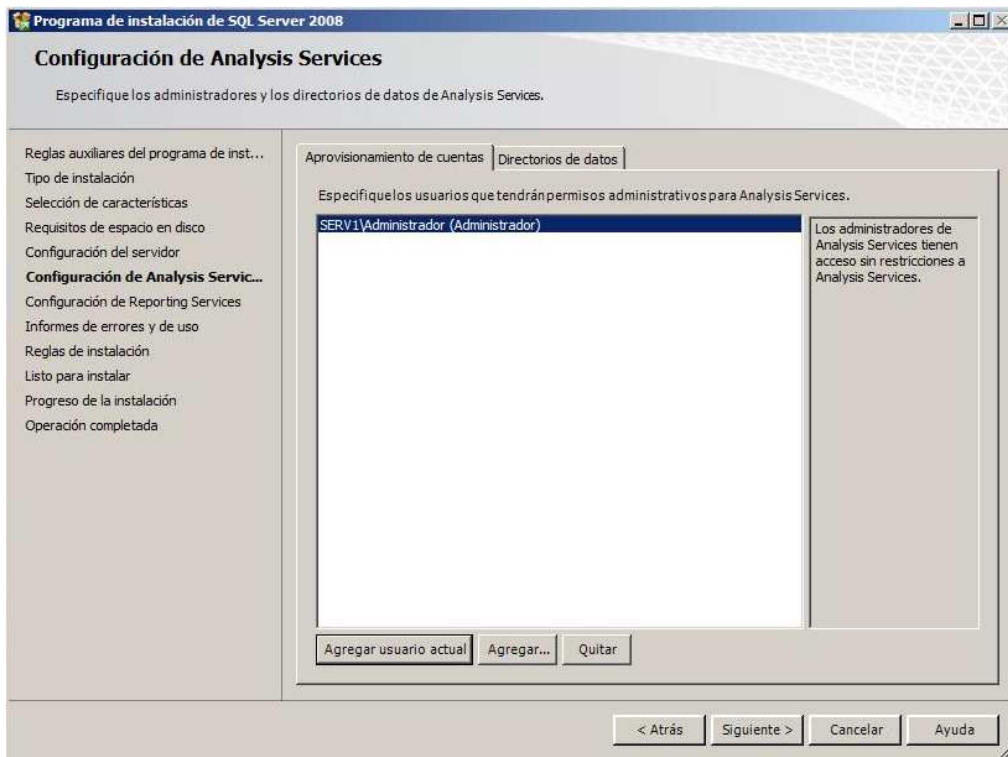 Programa de instalación de SQL Server 2008
Configuración de Analysis Services
Especifique los administradores y los directorios de datos de Analysis Services.
Reglas auxiliares del programa de inst...
Tipo de instalación
Selección de características
Requisitos de espacio en disco
Configuración del servidor
Configuración de Analysis Servic...
Configuración de Reporting Services
Informes de errores y de uso
Reglas de instalación
Listo para instalar
Progreso de la instalación
Operación completada
Aprovisionamiento de cuentas
Directorios de datos
Especifique los usuarios que tendrán permisos administrativos para Analysis Services.
SERV1\Administrador (Administrador)
Los administradores de
Analysis Services tienen
acceso sin restricciones a
Analysis Services.
Agregar usuario actual
Agregar...
Quitar
< Atrás
Siguiente >
Cancelar
Ayuda